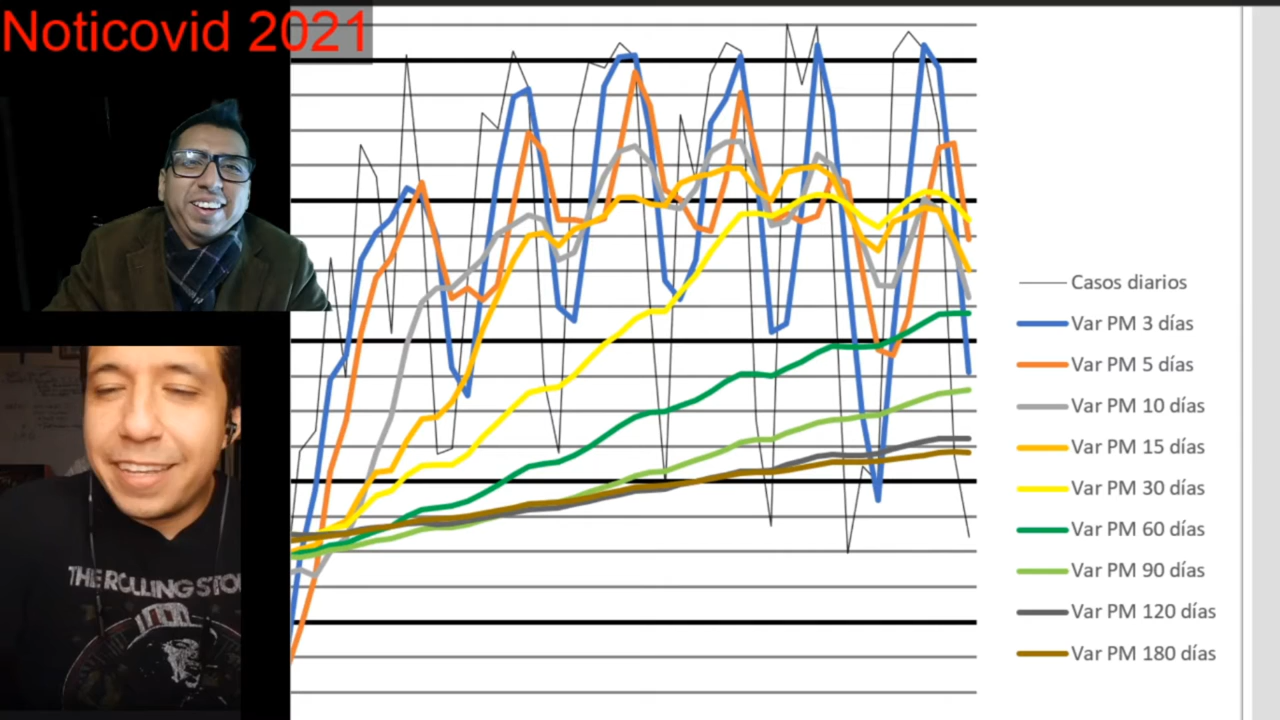 Noticovid 2021
THE ROLLING STO
Casos diarios
Var PM 3 días
Var PM 5 días
Var PM 10 días
Var PM 15 días
Var PM 30 días
Var PM 60 días
Var PM 90 días
Var PM 120 días
Var PM 180 días